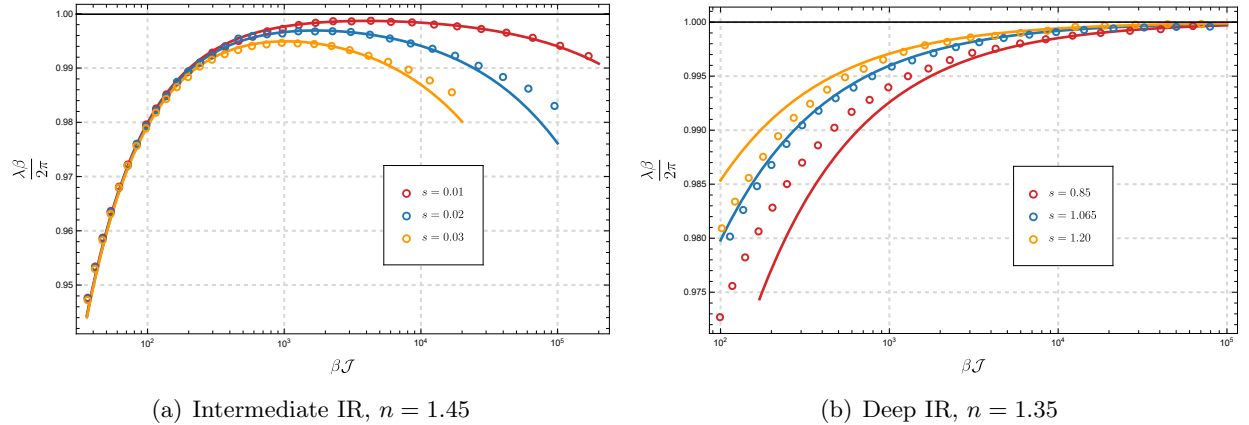 1.00
0.99
0.98
0.97
0.96
0.95
λβ
2π
s = 0.01
s = 0.02
s = 0.03
10² 10³ 10⁴ 10⁵
β𝒥
(a) Intermediate IR, n = 1.45
1.000
0.995
0.990
0.985
0.980
0.975
λβ
2π
s = 0.85
s = 1.065
s = 1.20
10² 10³ 10⁴ 10⁵
β𝒥
(b) Deep IR, n = 1.35